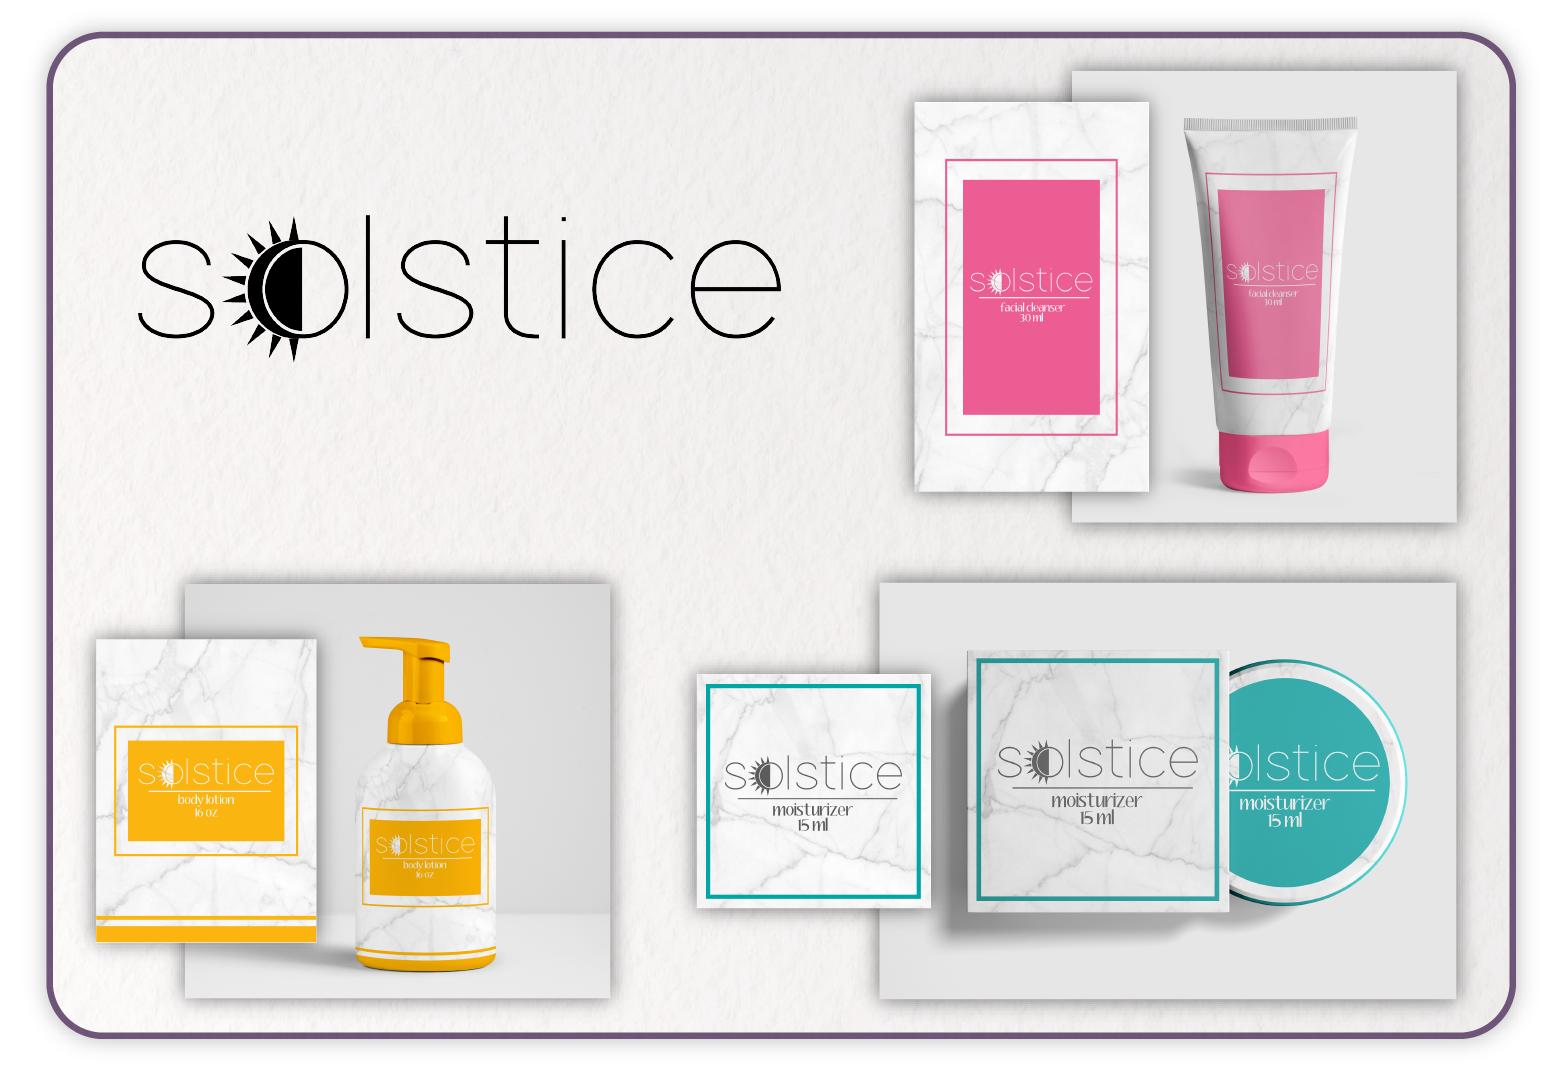 solstice
solstice
facial cleanser
30 ml
solstice
facial cleanser
30 ml
solstice
body lotion
16 oz
solstice
body lotion
16 oz
solstice
moisturizer
15 ml
solstice
moisturizer
15 ml
solstice
moisturizer
15 ml